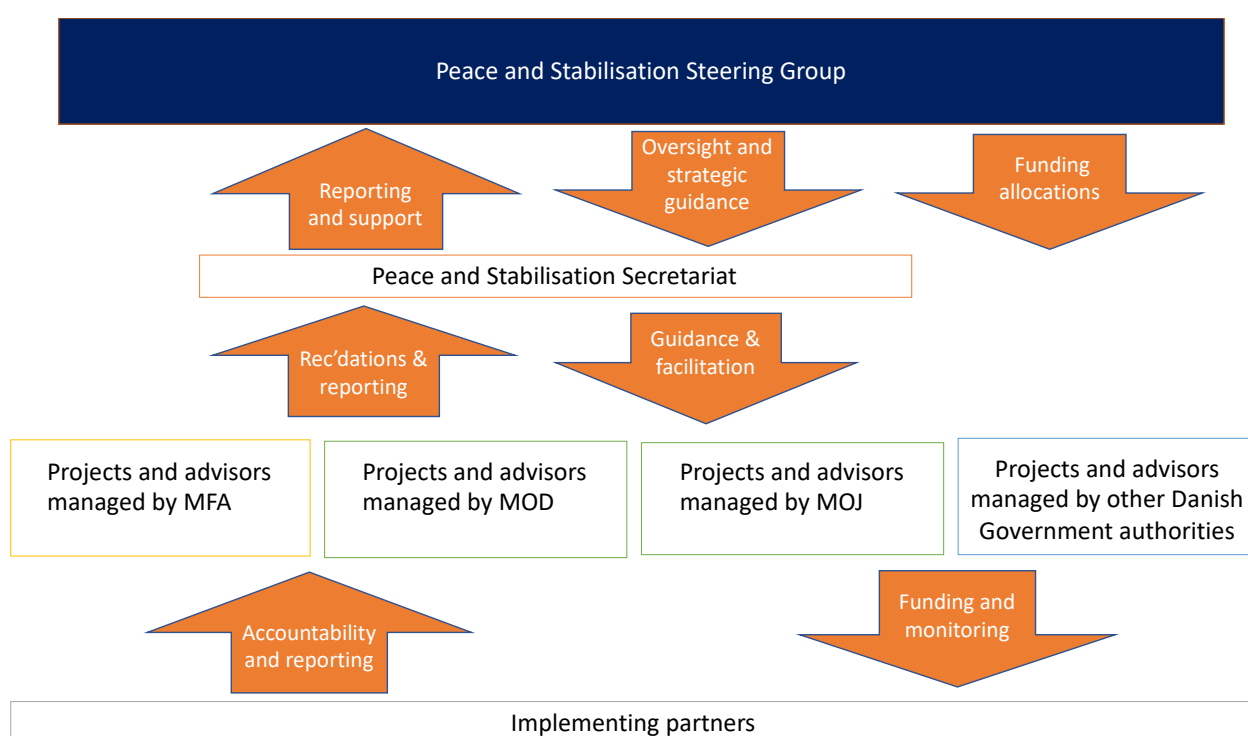 Peace and Stabilisation Steering Group
Reporting
and support
Oversight and
strategic
guidance
Funding
allocations
Peace and Stabilisation Secretariat
Rec’dations &
reporting
Guidance &
facilitation
Projects and advisors
managed by MFA
Projects and advisors
managed by MOD
Projects and advisors
managed by MOJ
Projects and advisors
managed by other Danish
Government authorities
Accountability
and reporting
Funding and
monitoring
Implementing partners